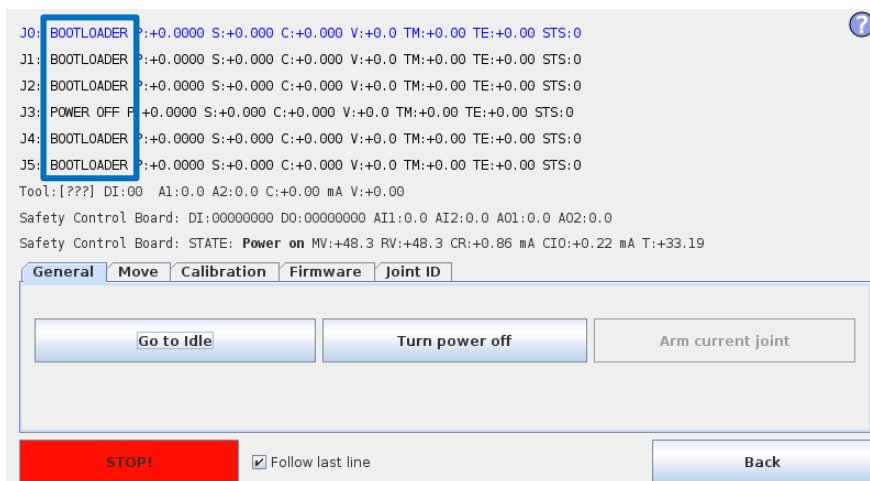 J0: BOOTLOADER P:+0.0000 S:+0.000 C:+0.000 V:+0.0 TM:+0.00 TE:+0.00 STS:0
?
J1: BOOTLOADER P:+0.0000 S:+0.000 C:+0.000 V:+0.0 TM:+0.00 TE:+0.00 STS:0
J2: BOOTLOADER P:+0.0000 S:+0.000 C:+0.000 V:+0.0 TM:+0.00 TE:+0.00 STS:0
J3: POWER OFF P:+0.0000 S:+0.000 C:+0.000 V:+0.0 TM:+0.00 TE:+0.00 STS:0
J4: BOOTLOADER P:+0.0000 S:+0.000 C:+0.000 V:+0.0 TM:+0.00 TE:+0.00 STS:0
J5: BOOTLOADER P:+0.0000 S:+0.000 C:+0.000 V:+0.0 TM:+0.00 TE:+0.00 STS:0
Tool:[???] DI:00 A1:0.0 A2:0.0 C:+0.00 mA V:+0.00
Safety Control Board: DI:00000000 DO:00000000 AI1:0.0 AI2:0.0 AO1:0.0 AO2:0.0
Safety Control Board: STATE: Power on MV:+48.3 RV:+48.3 CR:+0.86 mA CIO:+0.22 mA T:+33.19
General Move Calibration Firmware Joint ID
Go to Idle Turn power off Arm current joint
STOP! Follow last line Back